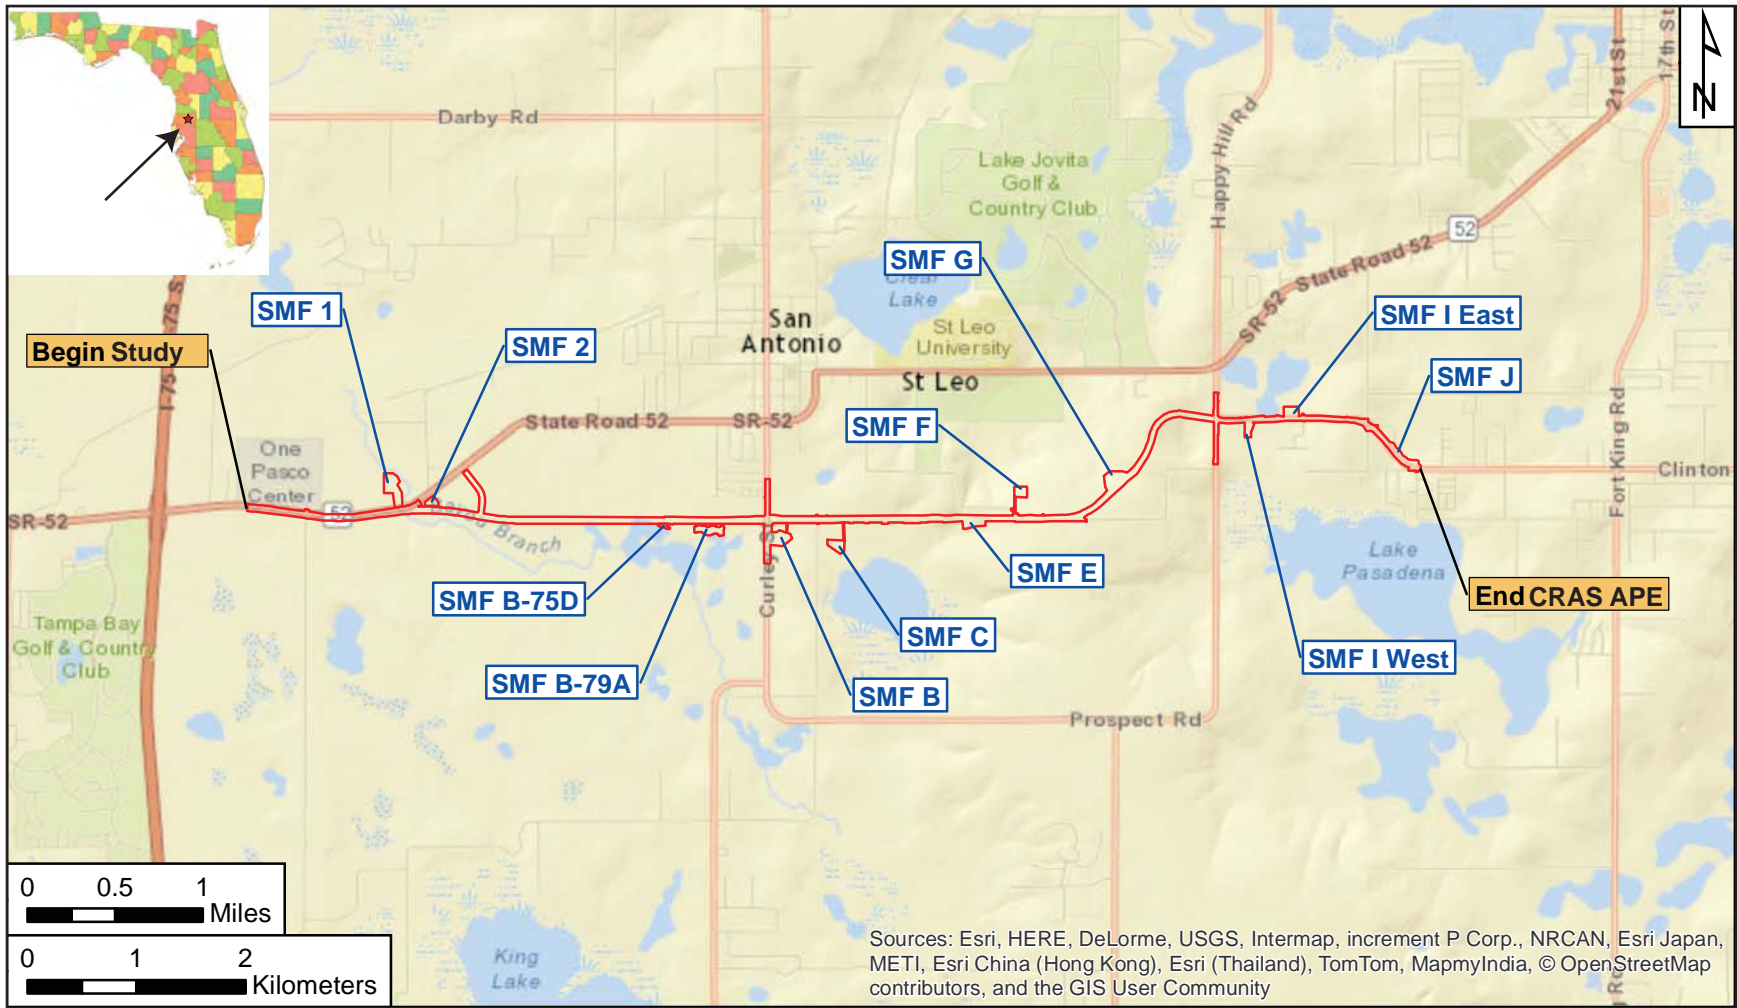 Darby Rd
21st St
17th St
N
Lake Jovita
Golf &
Country Club
Happy Hill Rd
52
State Road 52
SR-52
SMF G
Clear
Lake
I-75 S
I-75
SMF 1
Begin Study
SMF 2
San
Antonio
St Leo
University
St Leo
SMF I East
SMF J
State Road 52
SR-52
SMF F
Fort King Rd
One
Pasco
Center
SR-52
52
Branch
Clinton
Curley S
Lake
Pasadena
SMF E
SMF B-75D
End CRAS APE
SMF C
Tampa Bay
Golf & Country
Club
SMF I West
SMF B-79A
SMF B
Prospect Rd
0 0.5 1
Miles
0 1 2
Kilometers
King
Lake
Sources: Esri, HERE, DeLorme, USGS, Intermap, increment P Corp., NRCAN, Esri Japan,
METI, Esri China (Hong Kong), Esri (Thailand), TomTom, MapmyIndia, © OpenStreetMap
contributors, and the GIS User Community